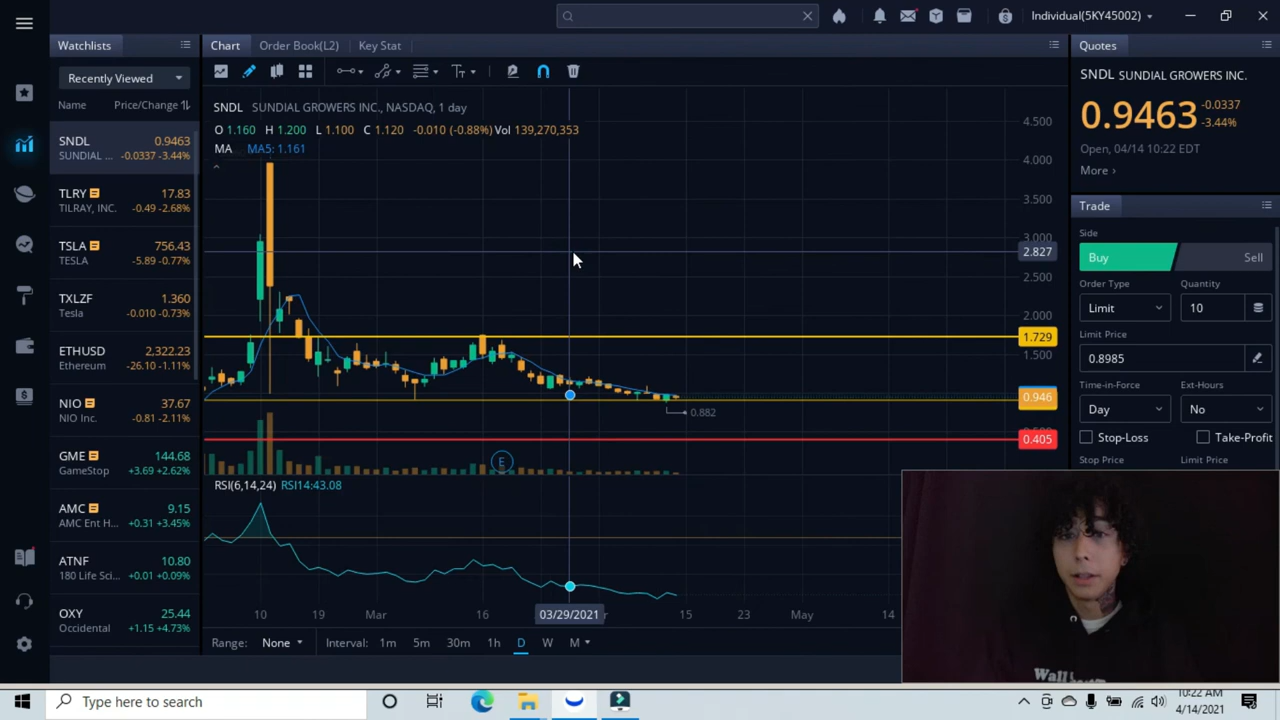 Individual(5KY45002)
Watchlists
Chart
Order Book(L2)
Key Stat
Quotes
Recently Viewed
Name Price/Change
SNDL 0.9463
SUNDIAL ... -0.0337 -3.44%
TLRY 17.83
TILRAY, INC. -0.49 -2.68%
TSLA 756.43
TESLA -5.89 -0.77%
TXLZF 1.360
Tesla -0.010 -0.73%
ETHUSD 2,322.23
Ethereum -26.10 -1.11%
NIO 37.67
NIO Inc. -0.81 -2.11%
GME 144.68
GameStop +3.69 +2.62%
AMC 9.15
AMC Ent H... +0.31 +3.45%
ATNF 10.80
180 Life Sci... +0.01 +0.09%
OXY 25.44
Occidental +1.15 +4.73%
SNDL SUNDIAL GROWERS INC., NASDAQ, 1 day
O 1.160 H 1.200 L 1.100 C 1.120 -0.010 (-0.88%) Vol 139,270,353
MA MA5: 1.161
4.500
4.000
3.500
3.000
2.827
2.500
2.000
1.729
1.500
0.946
0.882
0.405
E
RSI(6,14,24) RSI14:43.08
10 19 Mar 16 03/29/2021 r 15 23 May 14
Range: None Interval: 1m 5m 30m 1h D W M
SNDL SUNDIAL GROWERS INC.
0.9463 -0.0337
-3.44%
Open, 04/14 10:22 EDT
More
Trade
Side
Buy Sell
Order Type Quantity
Limit 10
Limit Price
0.8985
Time-in-Force Ext-Hours
Day No
Stop-Loss Take-Profit
Stop Price Limit Price
Type here to search
10:22 AM
4/14/2021